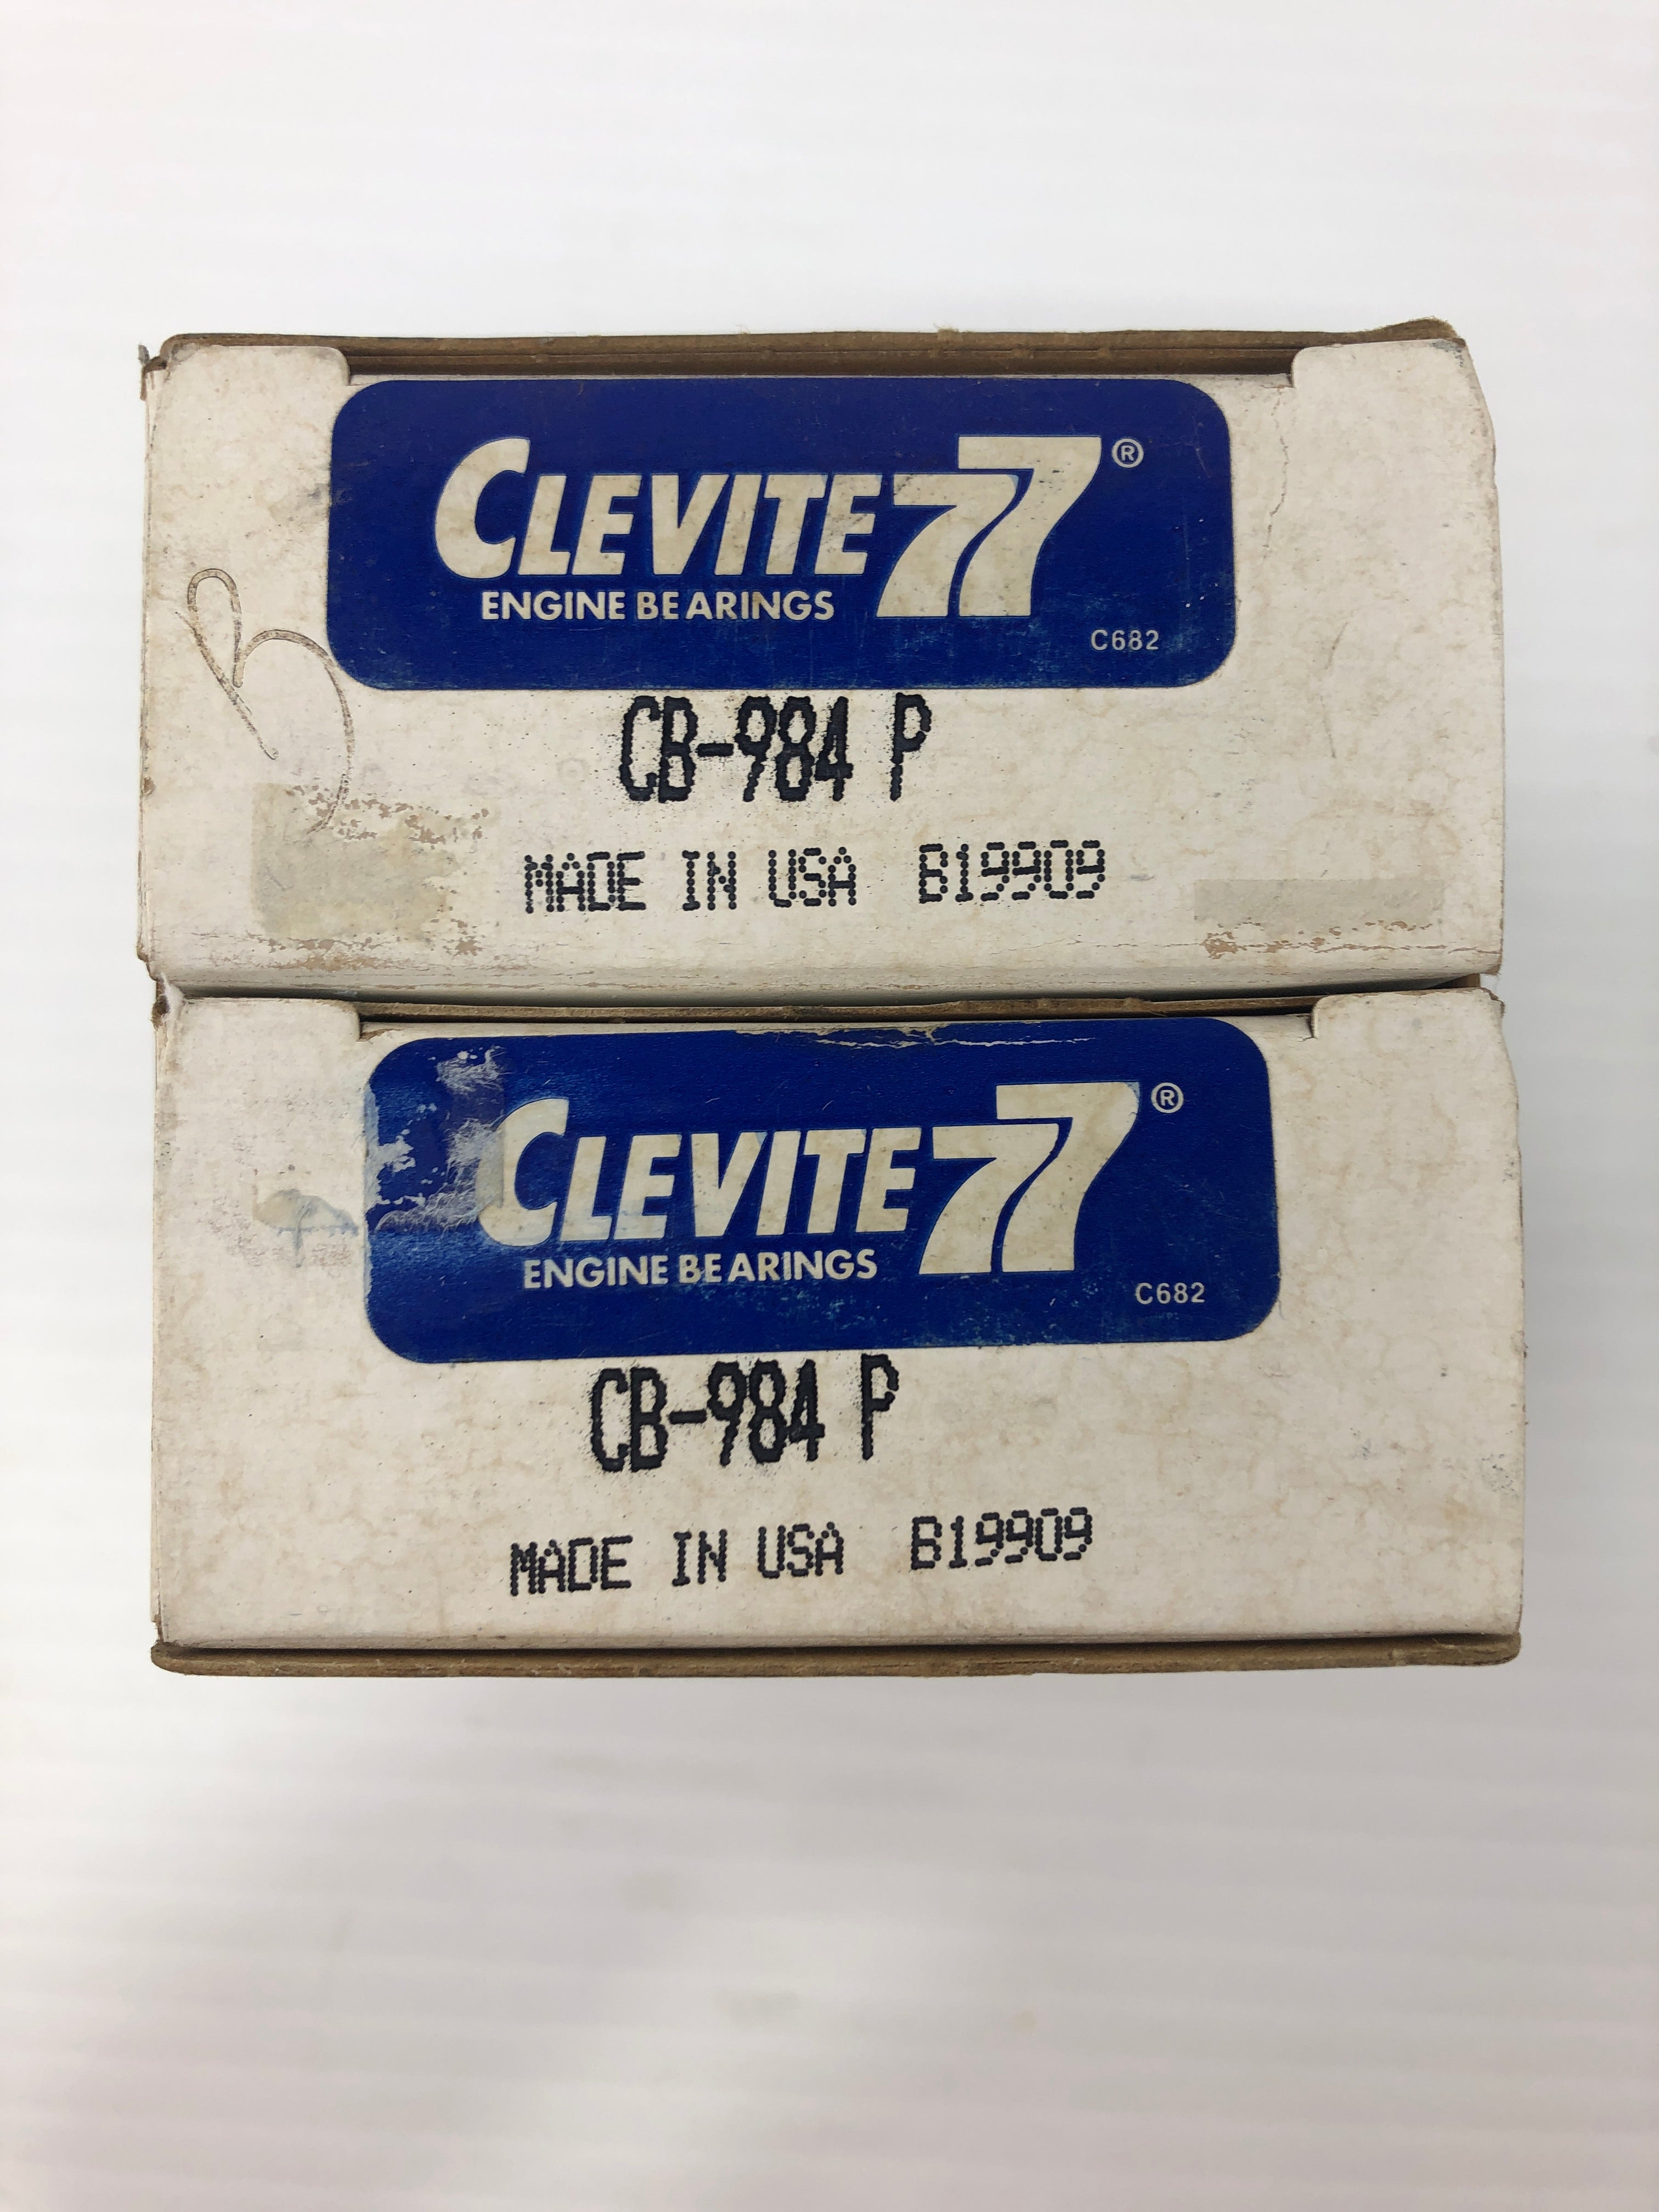 CLEVITE 77®
ENGINE BEARINGS
C682
CB-984 P
MADE IN USA B19909
B
CLEVITE 77®
ENGINE BEARINGS
C682
CB-984 P
MADE IN USA B19909